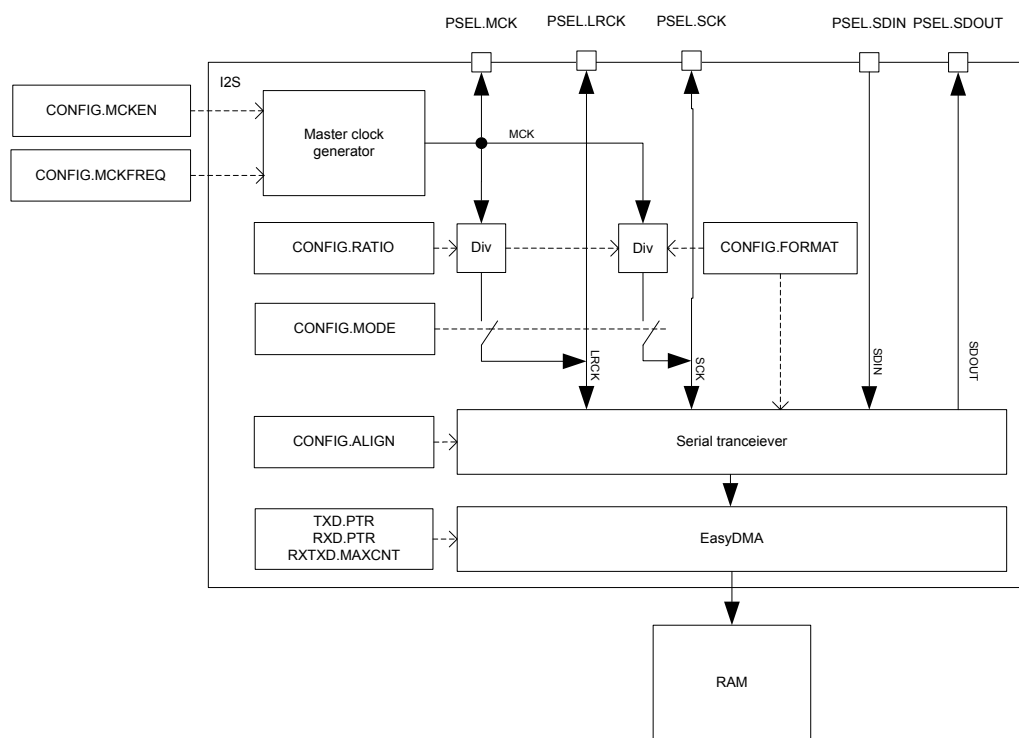 PSEL.MCK
PSEL.LRCK
PSEL.SCK
PSEL.SDIN
PSEL.SDOUT
I2S
CONFIG.MCKEN
CONFIG.MCKFREQ
Master clock
generator
MCK
CONFIG.RATIO
Div
Div
CONFIG.FORMAT
CONFIG.MODE
LRCK
SCK
SDIN
SDOUT
CONFIG.ALIGN
Serial tranceiever
TXD.PTR
RXD.PTR
RXTXD.MAXCNT
EasyDMA
RAM